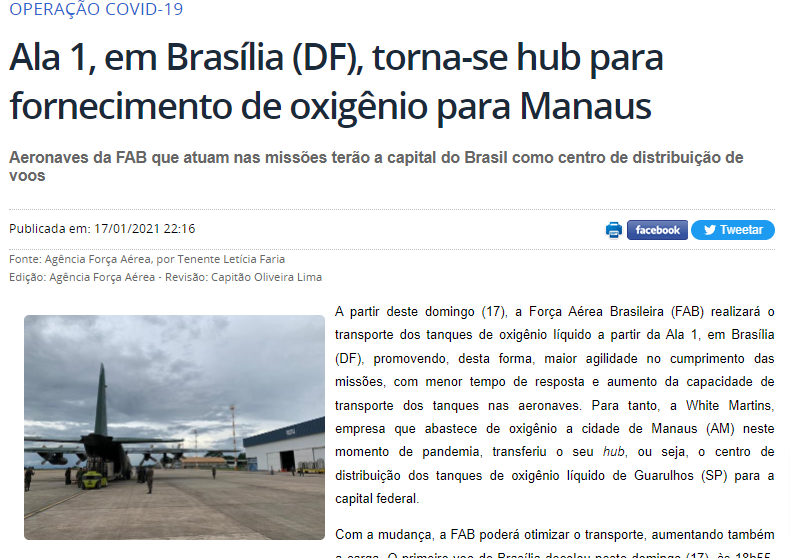 OPERAÇÃO COVID-19
Ala 1, em Brasília (DF), torna-se hub para
fornecimento de oxigênio para Manaus
Aeronaves da FAB que atuam nas missões terão a capital do Brasil como centro de distribuição de
voos
Publicada em: 17/01/2021 22:16
facebook
Tweetar
Fonte: Agência Força Aérea, por Tenente Letícia Faria
Edição: Agência Força Aérea - Revisão: Capitão Oliveira Lima
A partir deste domingo (17), a Força Aérea Brasileira (FAB) realizará o
transporte dos tanques de oxigênio líquido a partir da Ala 1, em Brasília
(DF), promovendo, desta forma, maior agilidade no cumprimento das
missões, com menor tempo de resposta e aumento da capacidade de
transporte dos tanques nas aeronaves. Para tanto, a White Martins,
empresa que abastece de oxigênio a cidade de Manaus (AM) neste
momento de pandemia, transferiu o seu hub, ou seja, o centro de
distribuição dos tanques de oxigênio líquido de Guarulhos (SP) para a
capital federal.
Com a mudança, a FAB poderá otimizar o transporte, aumentando também
a carga. O primeiro voo de Brasília decolou neste domingo (17), às 18h55,